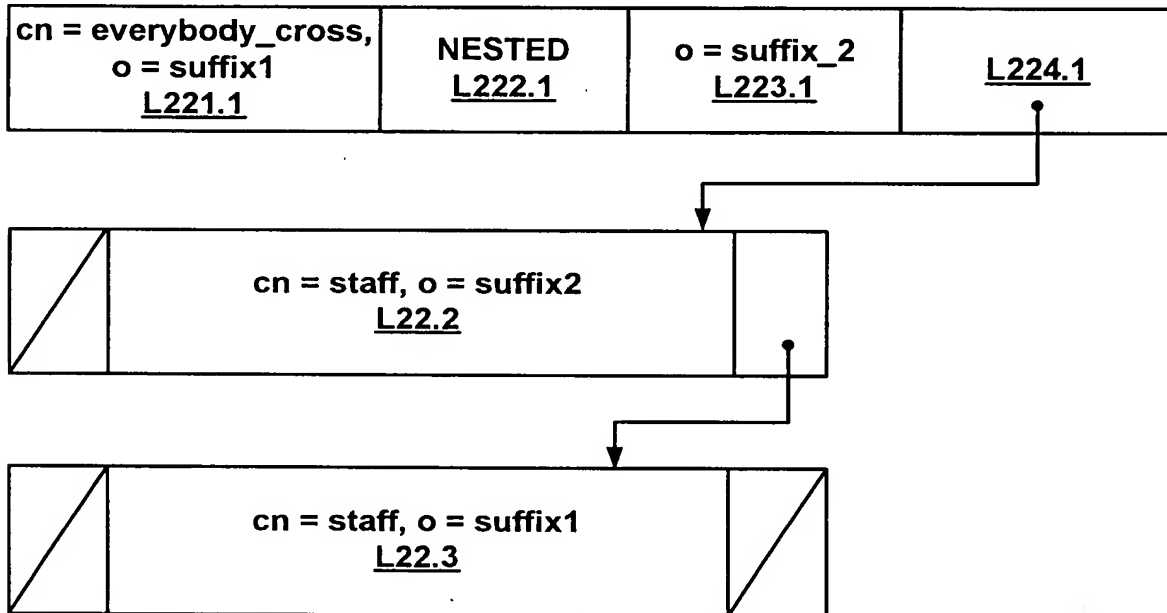 cn = everybody_cross,
o = suffix1
L221.1
NESTED
L222.1
o = suffix_2
L223.1
L224.1
cn = staff, o = suffix2
L22.2
cn = staff, o = suffix1
L22.3